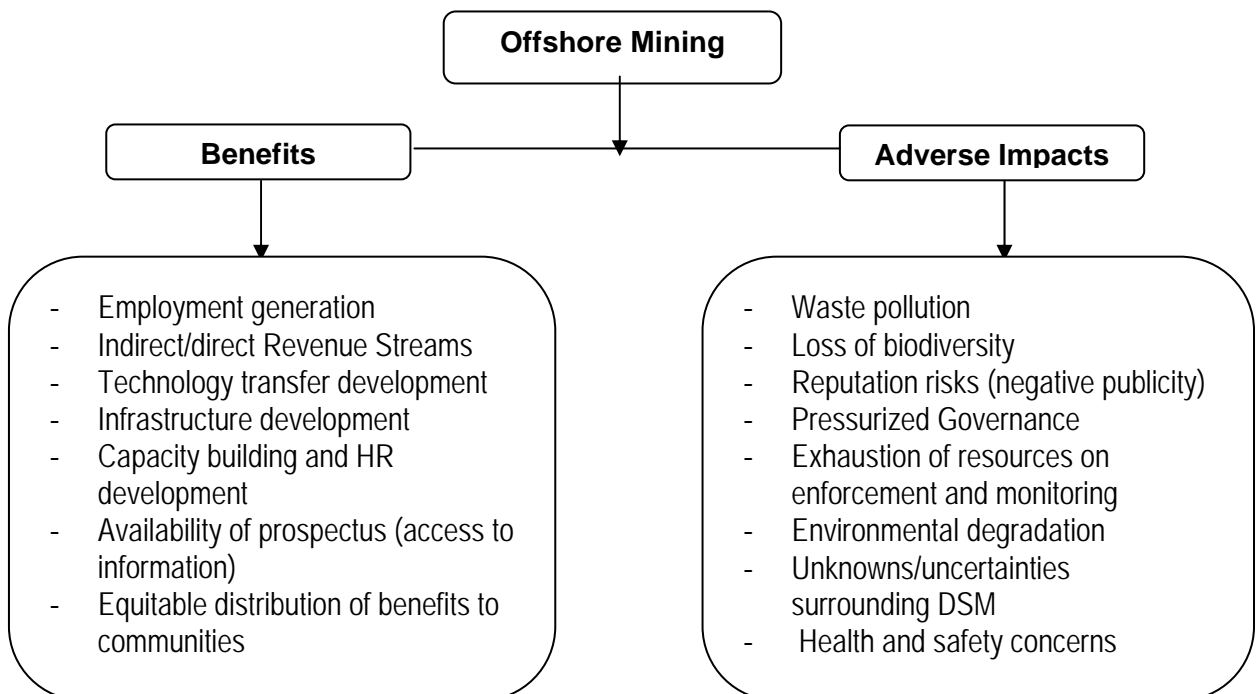 Offshore Mining
Benefits
Adverse Impacts
- Employment generation
- Indirect/direct Revenue Streams
- Technology transfer development
- Infrastructure development
- Capacity building and HR
development
- Availability of prospectus (access to
information)
- Equitable distribution of benefits to
communities
- Waste pollution
- Loss of biodiversity
- Reputation risks (negative publicity)
- Pressurized Governance
- Exhaustion of resources on
enforcement and monitoring
- Environmental degradation
- Unknowns/uncertainties
surrounding DSM
- Health and safety concerns